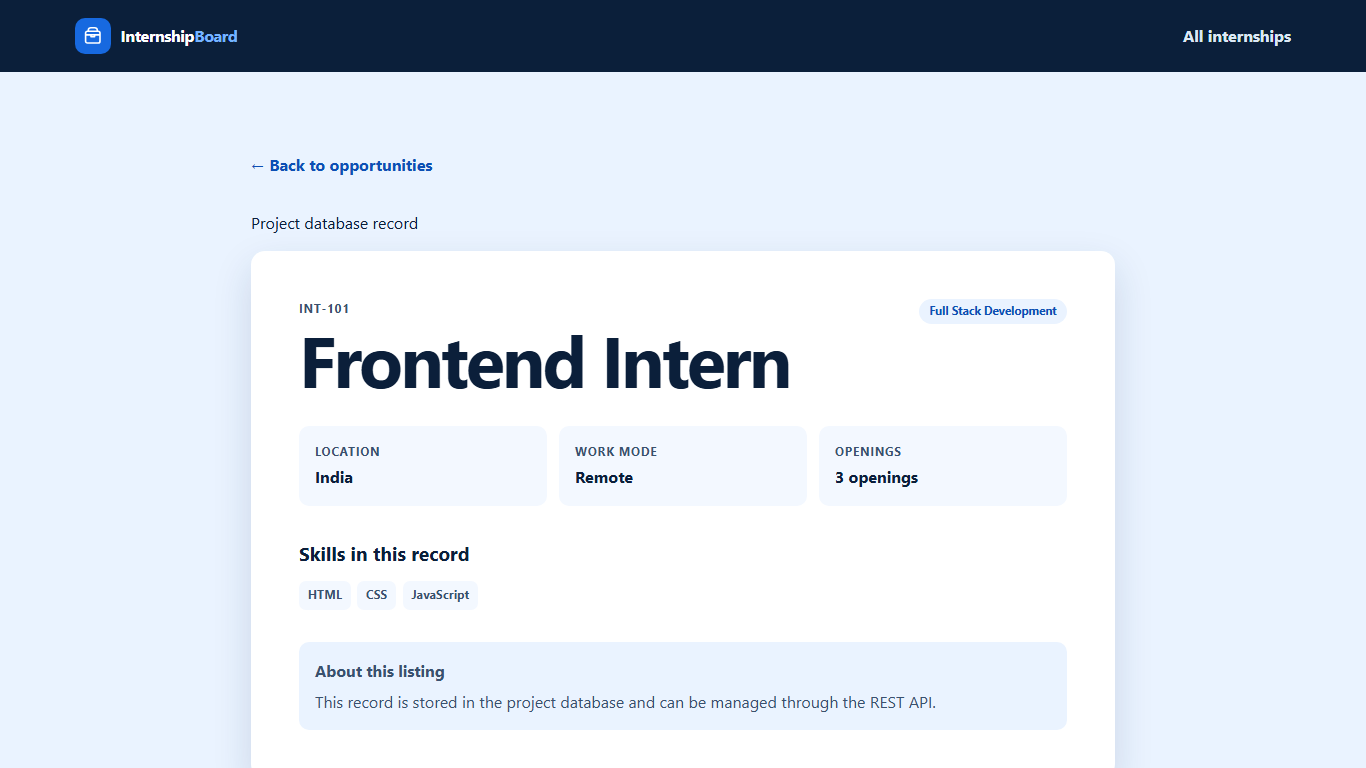 InternshipBoard
All internships
← Back to opportunities
Project database record
INT-101
Full Stack Development
Frontend Intern
LOCATION
India
WORK MODE
Remote
OPENINGS
3 openings
Skills in this record
HTML
CSS
JavaScript
About this listing
This record is stored in the project database and can be managed through the REST API.